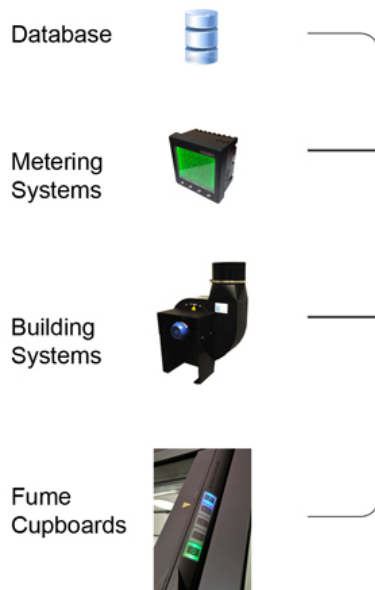 Database
Metering
Systems
Building
Systems
Fume
Cupboards